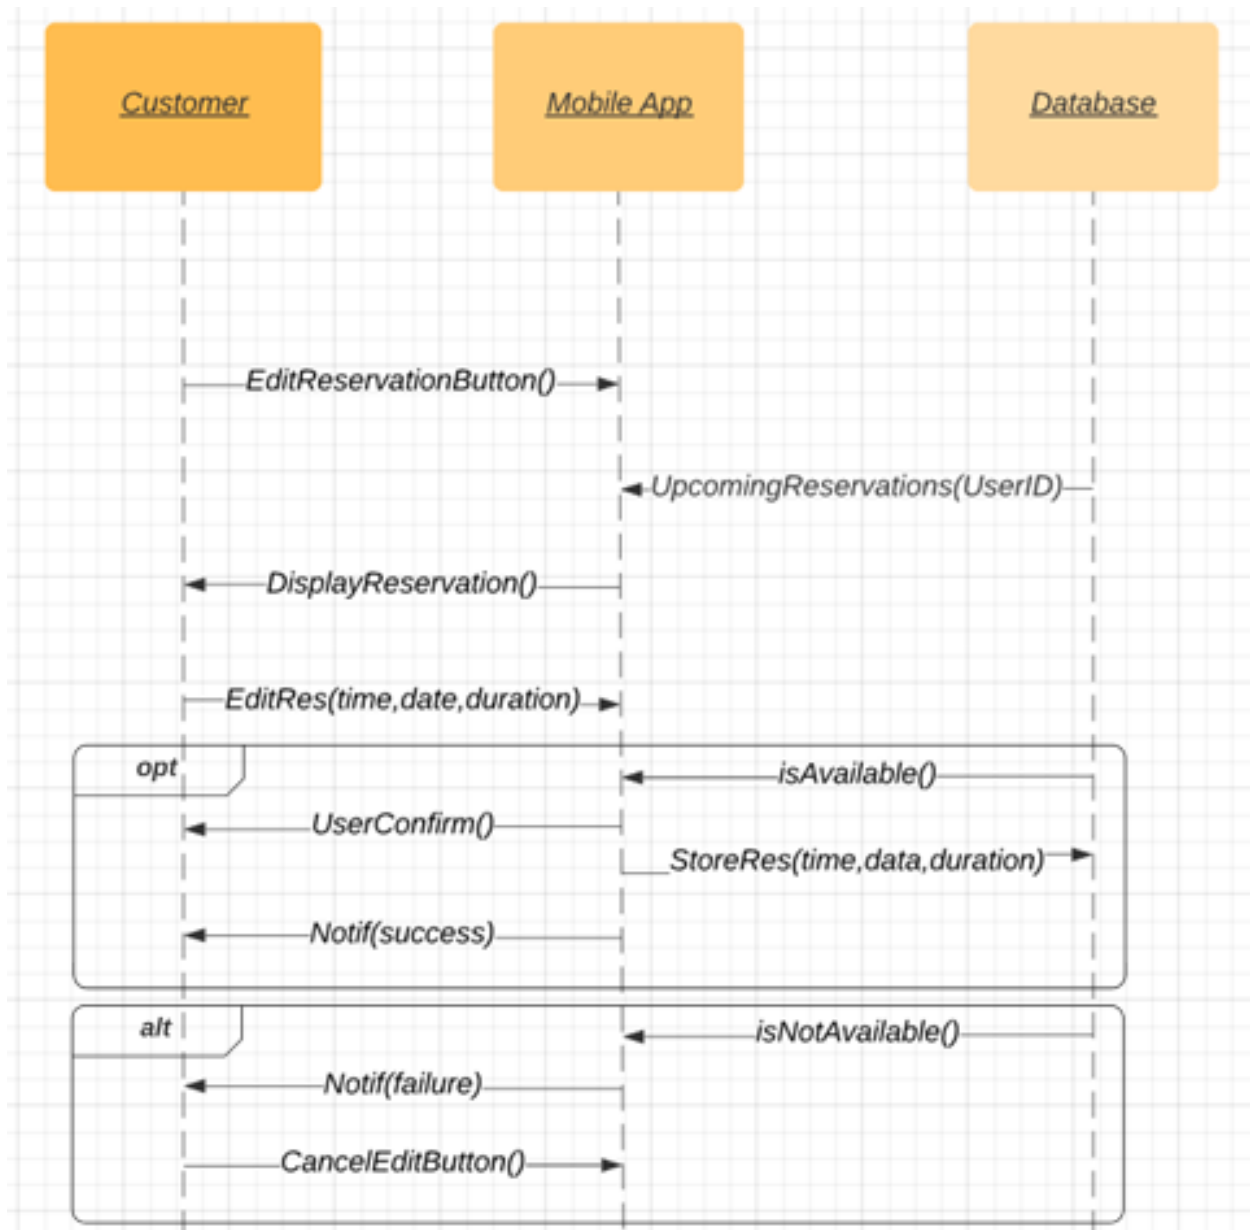 Customer
Mobile App
Database
EditReservationButton()
UpcomingReservations(UserID)
DisplayReservation()
EditRes(time,date,duration)
opt
isAvailable()
UserConfirm()
StoreRes(time,data,duration)
Notif(success)
alt
isNotAvailable()
Notif(failure)
CancelEditButton()